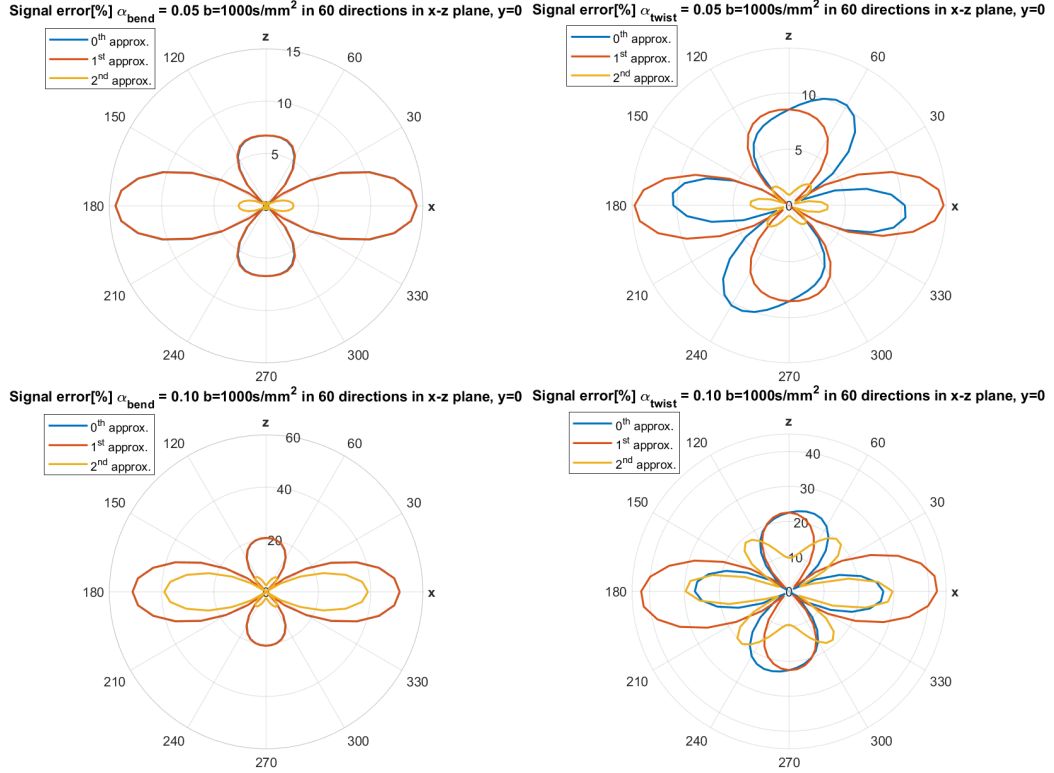 Signal error[%] α_bend = 0.05 b=1000s/mm² in 60 directions in x-z plane, y=0
0th approx.
1st approx.
2nd approx.
z
15
120
60
10
150
30
5
180
0
x
210
330
240
300
270
Signal error[%] α_twist = 0.05 b=1000s/mm² in 60 directions in x-z plane, y=0
0th approx.
1st approx.
2nd approx.
z
120
60
10
150
30
5
180
0
x
210
330
240
300
270
Signal error[%] α_bend = 0.10 b=1000s/mm² in 60 directions in x-z plane, y=0
0th approx.
1st approx.
2nd approx.
z
60
120
60
40
150
30
20
180
0
x
210
330
240
300
270
Signal error[%] α_twist = 0.10 b=1000s/mm² in 60 directions in x-z plane, y=0
0th approx.
1st approx.
2nd approx.
z
120
60
40
30
150
30
20
10
180
0
x
210
330
240
300
270